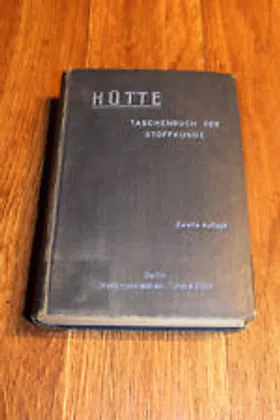 HÜTTE
TASCHENBUCH DER
STOFFKUNDE
Zweite Auflage
Berlin